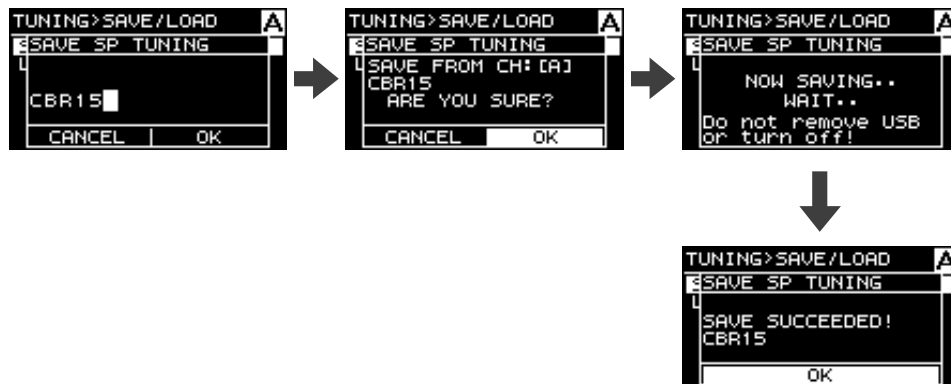 TUNING>SAVE/LOAD A
SAVE SP TUNING
CBR15
CANCEL OK
TUNING>SAVE/LOAD A
SAVE SP TUNING
SAVE FROM CH:[A]
CBR15
ARE YOU SURE?
CANCEL OK
TUNING>SAVE/LOAD A
SAVE SP TUNING
NOW SAVING..
WAIT..
Do not remove USB
or turn off!
TUNING>SAVE/LOAD A
SAVE SP TUNING
SAVE SUCCEEDED!
CBR15
OK